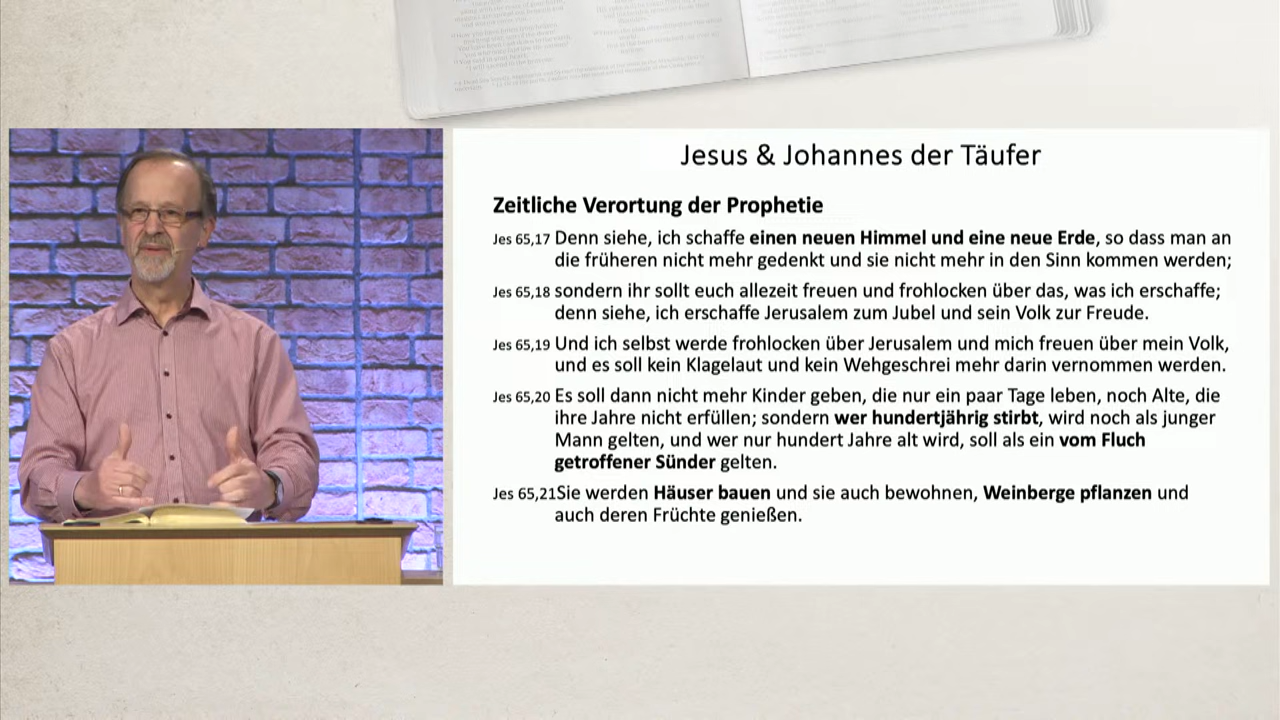 Jesus & Johannes der Täufer
Zeitliche Verortung der Prophetie
Jes 65,17 Denn siehe, ich schaffe einen neuen Himmel und eine neue Erde, so dass man an
die früheren nicht mehr gedenkt und sie nicht mehr in den Sinn kommen werden;
Jes 65,18 sondern ihr sollt euch allezeit freuen und frohlocken über das, was ich erschaffe;
denn siehe, ich erschaffe Jerusalem zum Jubel und sein Volk zur Freude.
Jes 65,19 Und ich selbst werde frohlocken über Jerusalem und mich freuen über mein Volk,
und es soll kein Klagelaut und kein Wehgeschrei mehr darin vernommen werden.
Jes 65,20 Es soll dann nicht mehr Kinder geben, die nur ein paar Tage leben, noch Alte, die
ihre Jahre nicht erfüllen; sondern wer hundertjährig stirbt, wird noch als junger
Mann gelten, und wer nur hundert Jahre alt wird, soll als ein vom Fluch
getroffener Sünder gelten.
Jes 65,21Sie werden Häuser bauen und sie auch bewohnen, Weinberge pflanzen und
auch deren Früchte genießen.